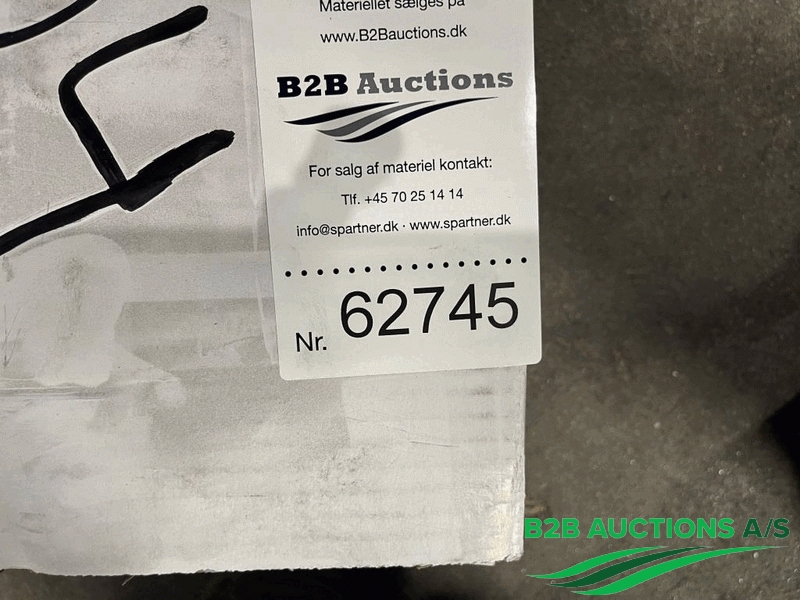 Materiellet sælges på
www.B2Bauctions.dk
B2B Auctions
For salg af materiel kontakt:
Tlf. +45 70 25 14 14
info@spartner.dk · www.spartner.dk
Nr. 62745
B2B AUCTIONS A/S